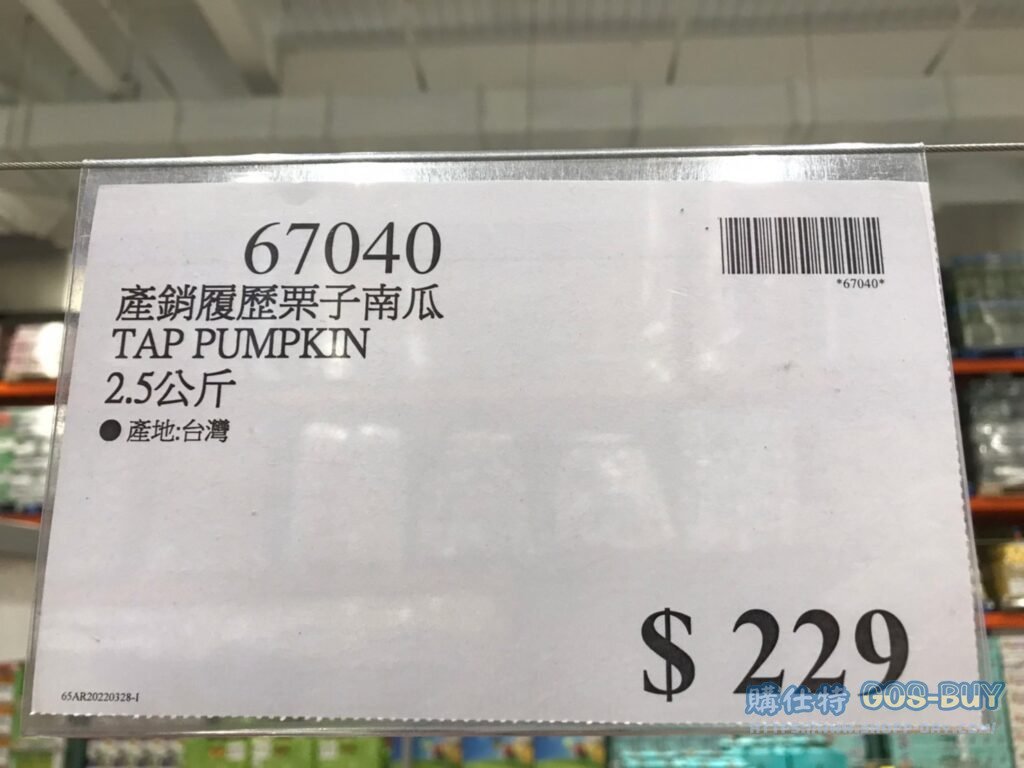 67040
*67040*
產銷履歷栗子南瓜
TAP PUMPKIN
2.5公斤
● 產地:台灣
$ 229
65AR20220328-I
購仕特 GOS-BUY